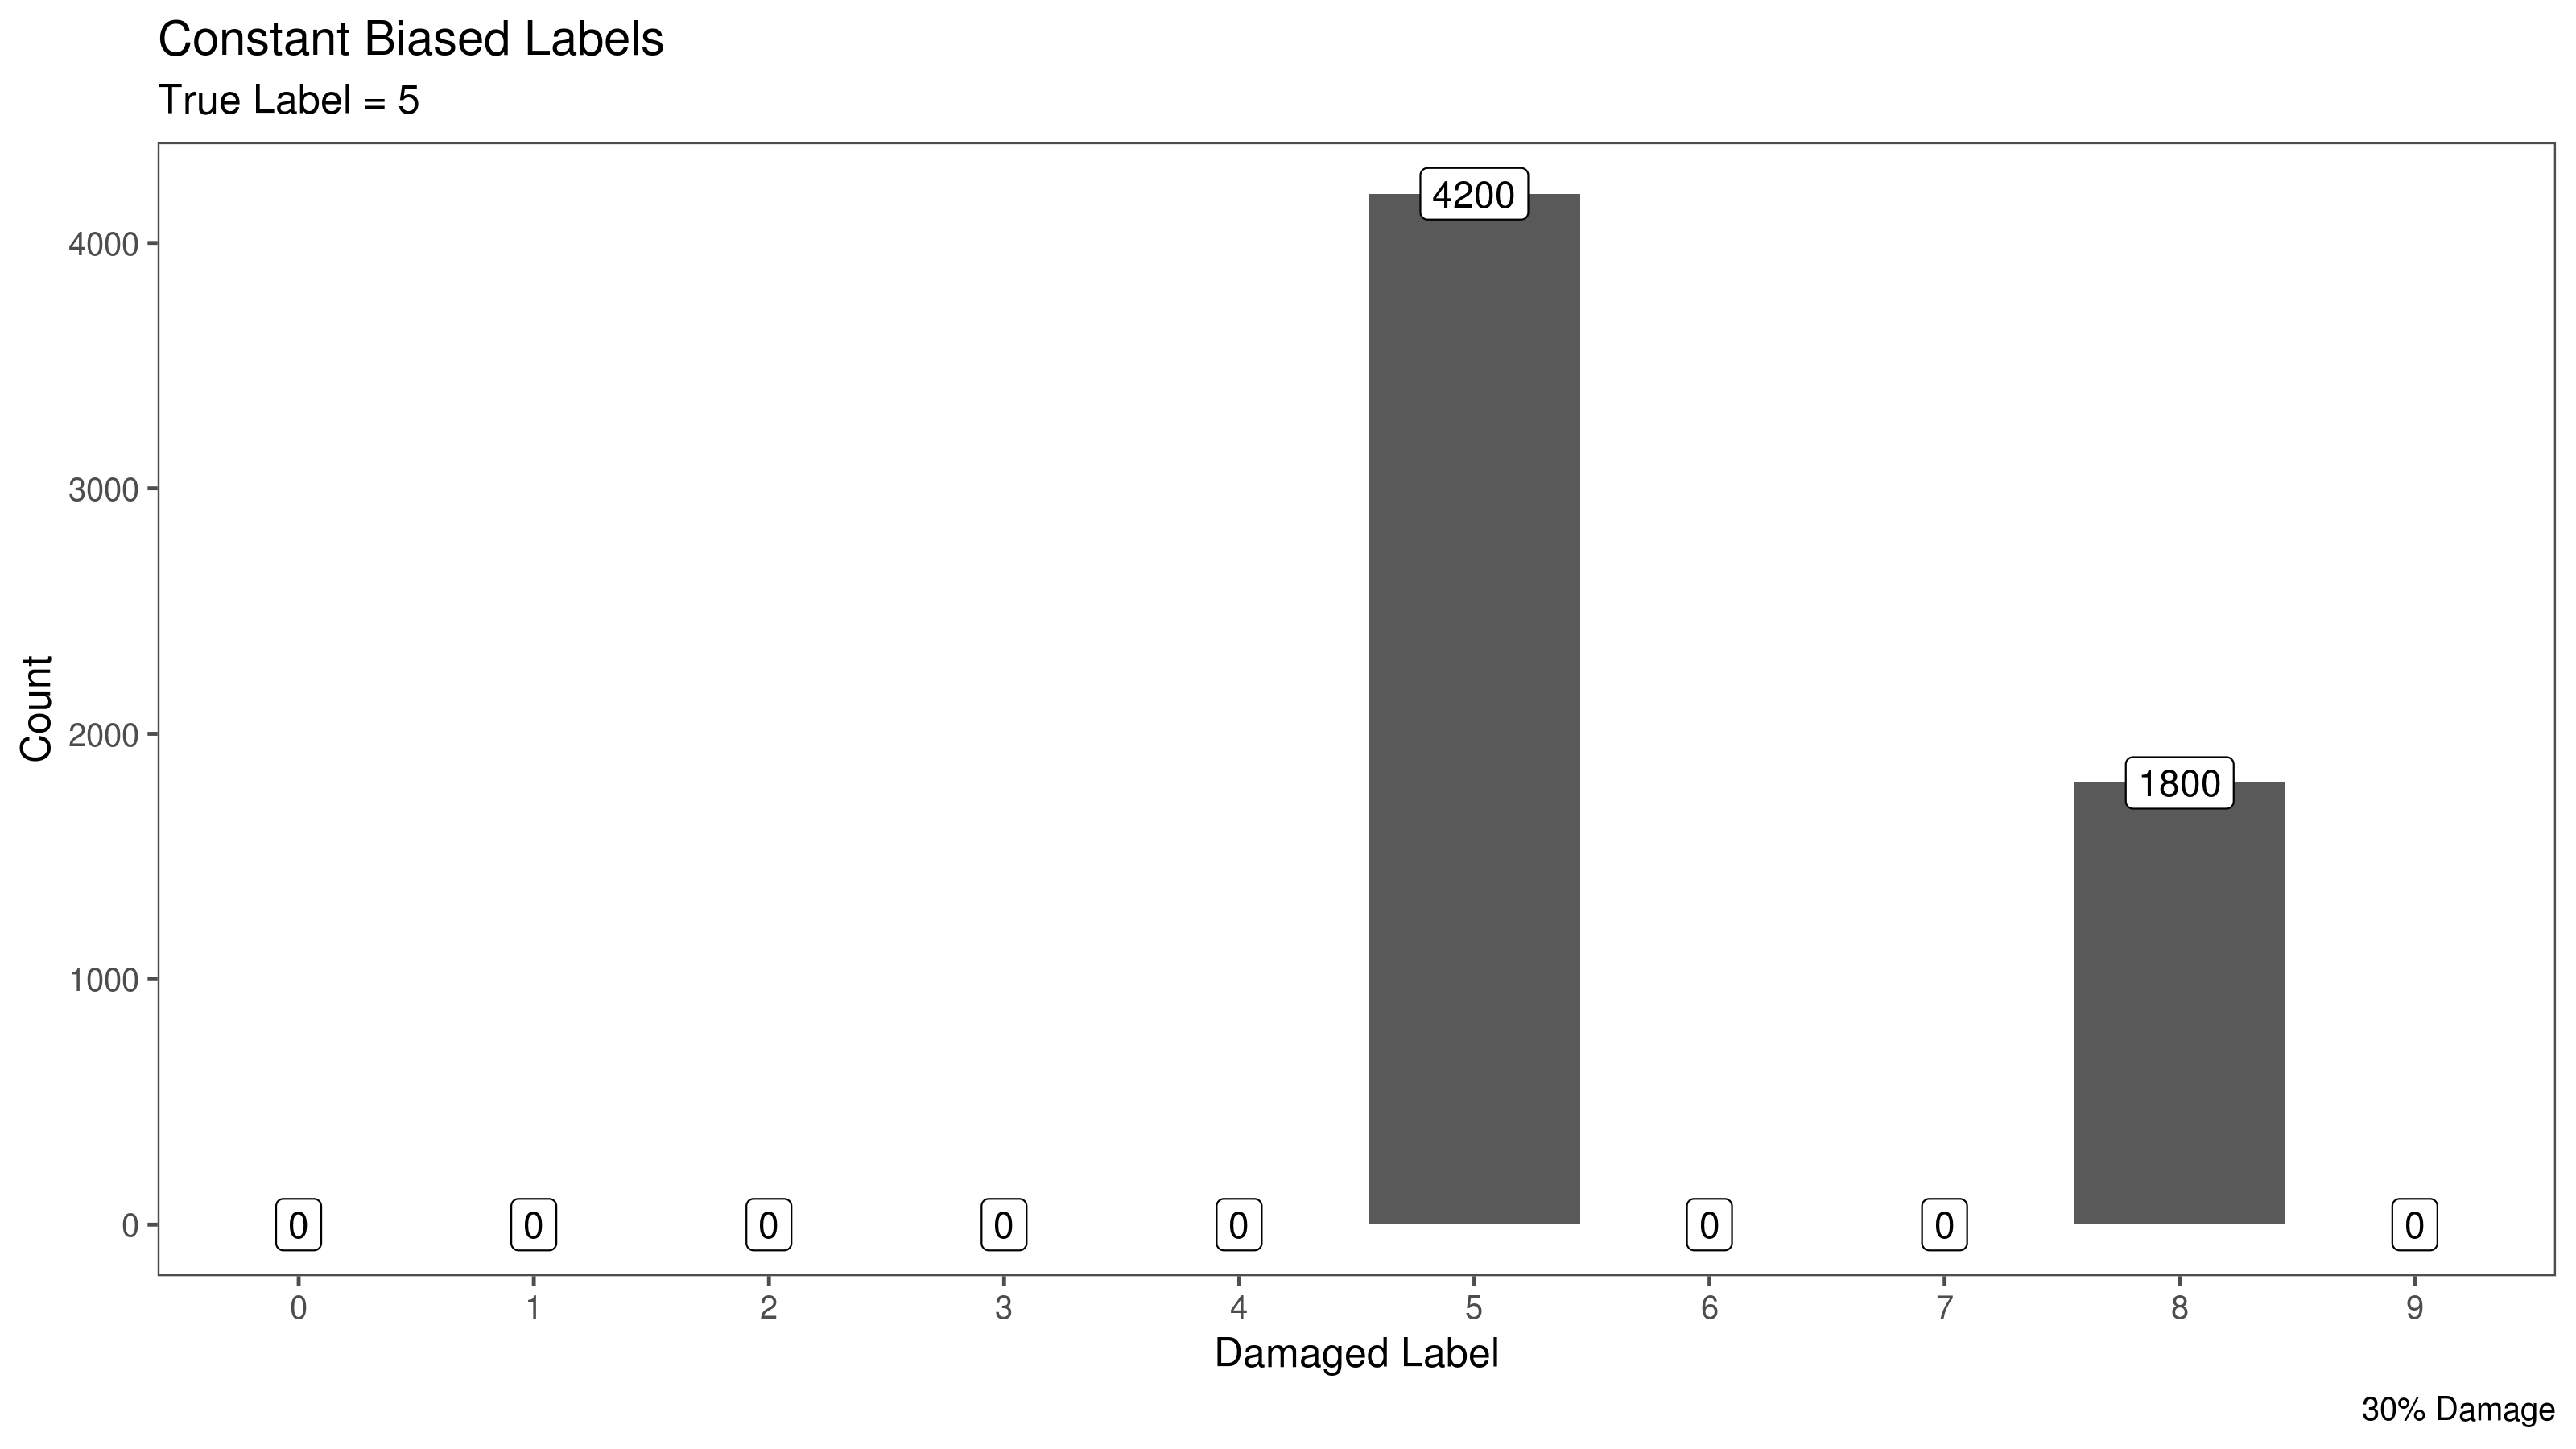 Constant Biased Labels
True Label = 5
4200
4000
3000
Count
2000
1800
1000
0
0 0 0 0 0 0 0 0
0 1 2 3 4 5 6 7 8 9
Damaged Label
30% Damage